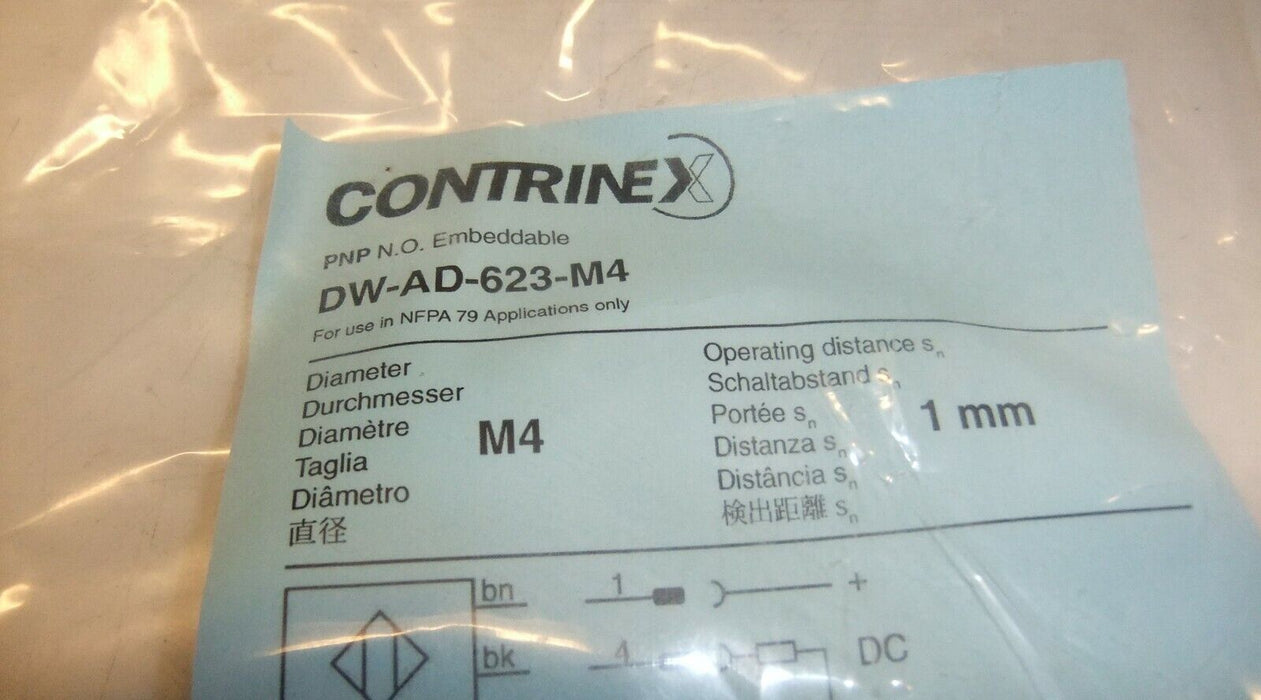 CONTRINEX
PNP N.O. Embeddable
DW-AD-623-M4
For use in NFPA 79 Applications only
Diameter
Durchmesser
Diamètre
Taglia
Diâmetro
直径
M4
Operating distance sn
Schaltabstand sn
Portée sn
Distanza sn
Distância sn
検出距離 sn
1 mm
bn 1 +
bk 4 DC